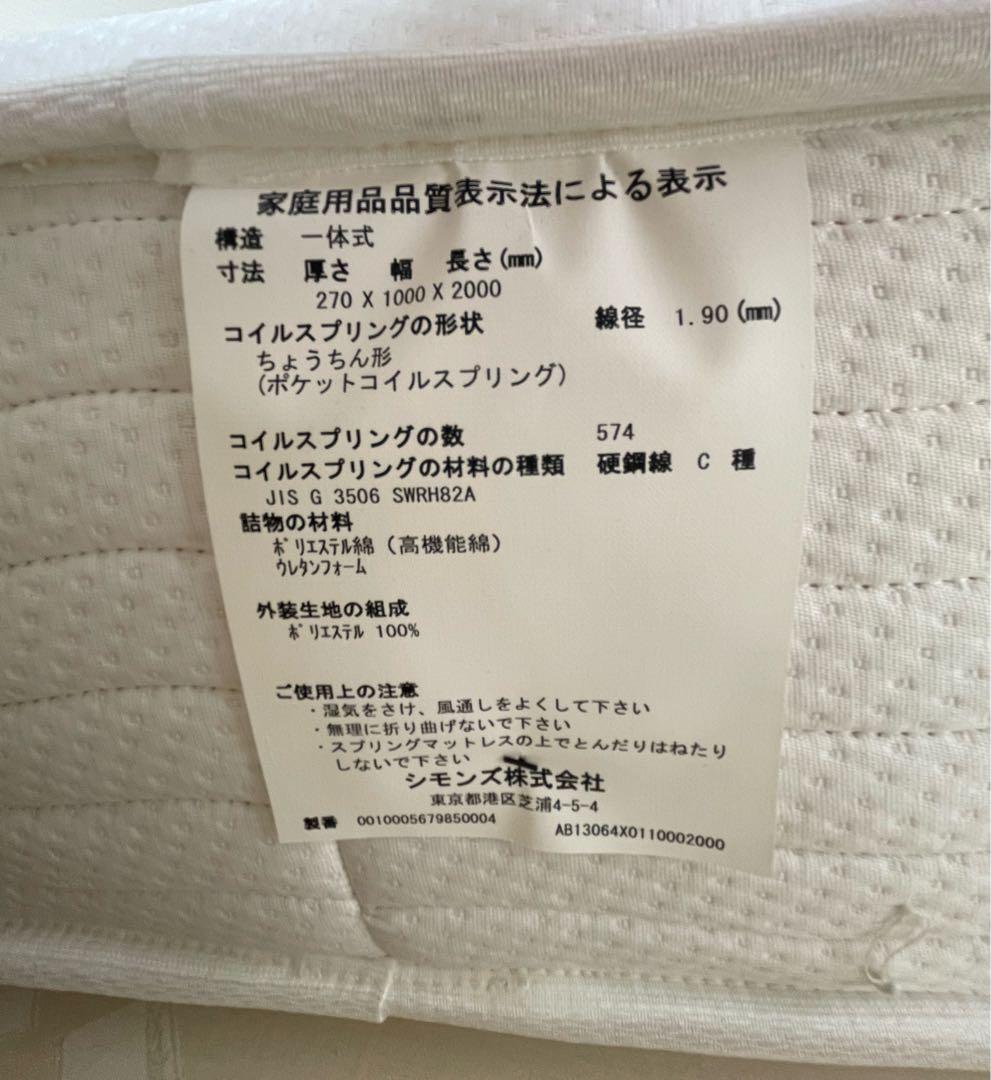 家庭用品品質表示法による表示
構造 一体式
寸法 厚さ 幅 長さ(mm)
270 X 1000 X 2000
コイルスプリングの形状 線径 1.90(mm)
ちょうちん形
(ポケットコイルスプリング)
コイルスプリングの数 574
コイルスプリングの材料の種類 硬鋼線 C 種
JIS G 3506 SWRH82A
詰物の材料
ﾎﾟﾘｴｽﾃﾙ綿(高機能綿)
ｳﾚﾀﾝﾌｫｰﾑ
外装生地の組成
ﾎﾟﾘｴｽﾃﾙ 100%
ご使用上の注意
・湿気をさけ、風通しをよくして下さい
・無理に折り曲げないで下さい
・スプリングマットレスの上でとんだりはねたり
しないで下さい
シモンズ株式会社
東京都港区芝浦4-5-4
製番 0010005679850004 AB13064X0110002000